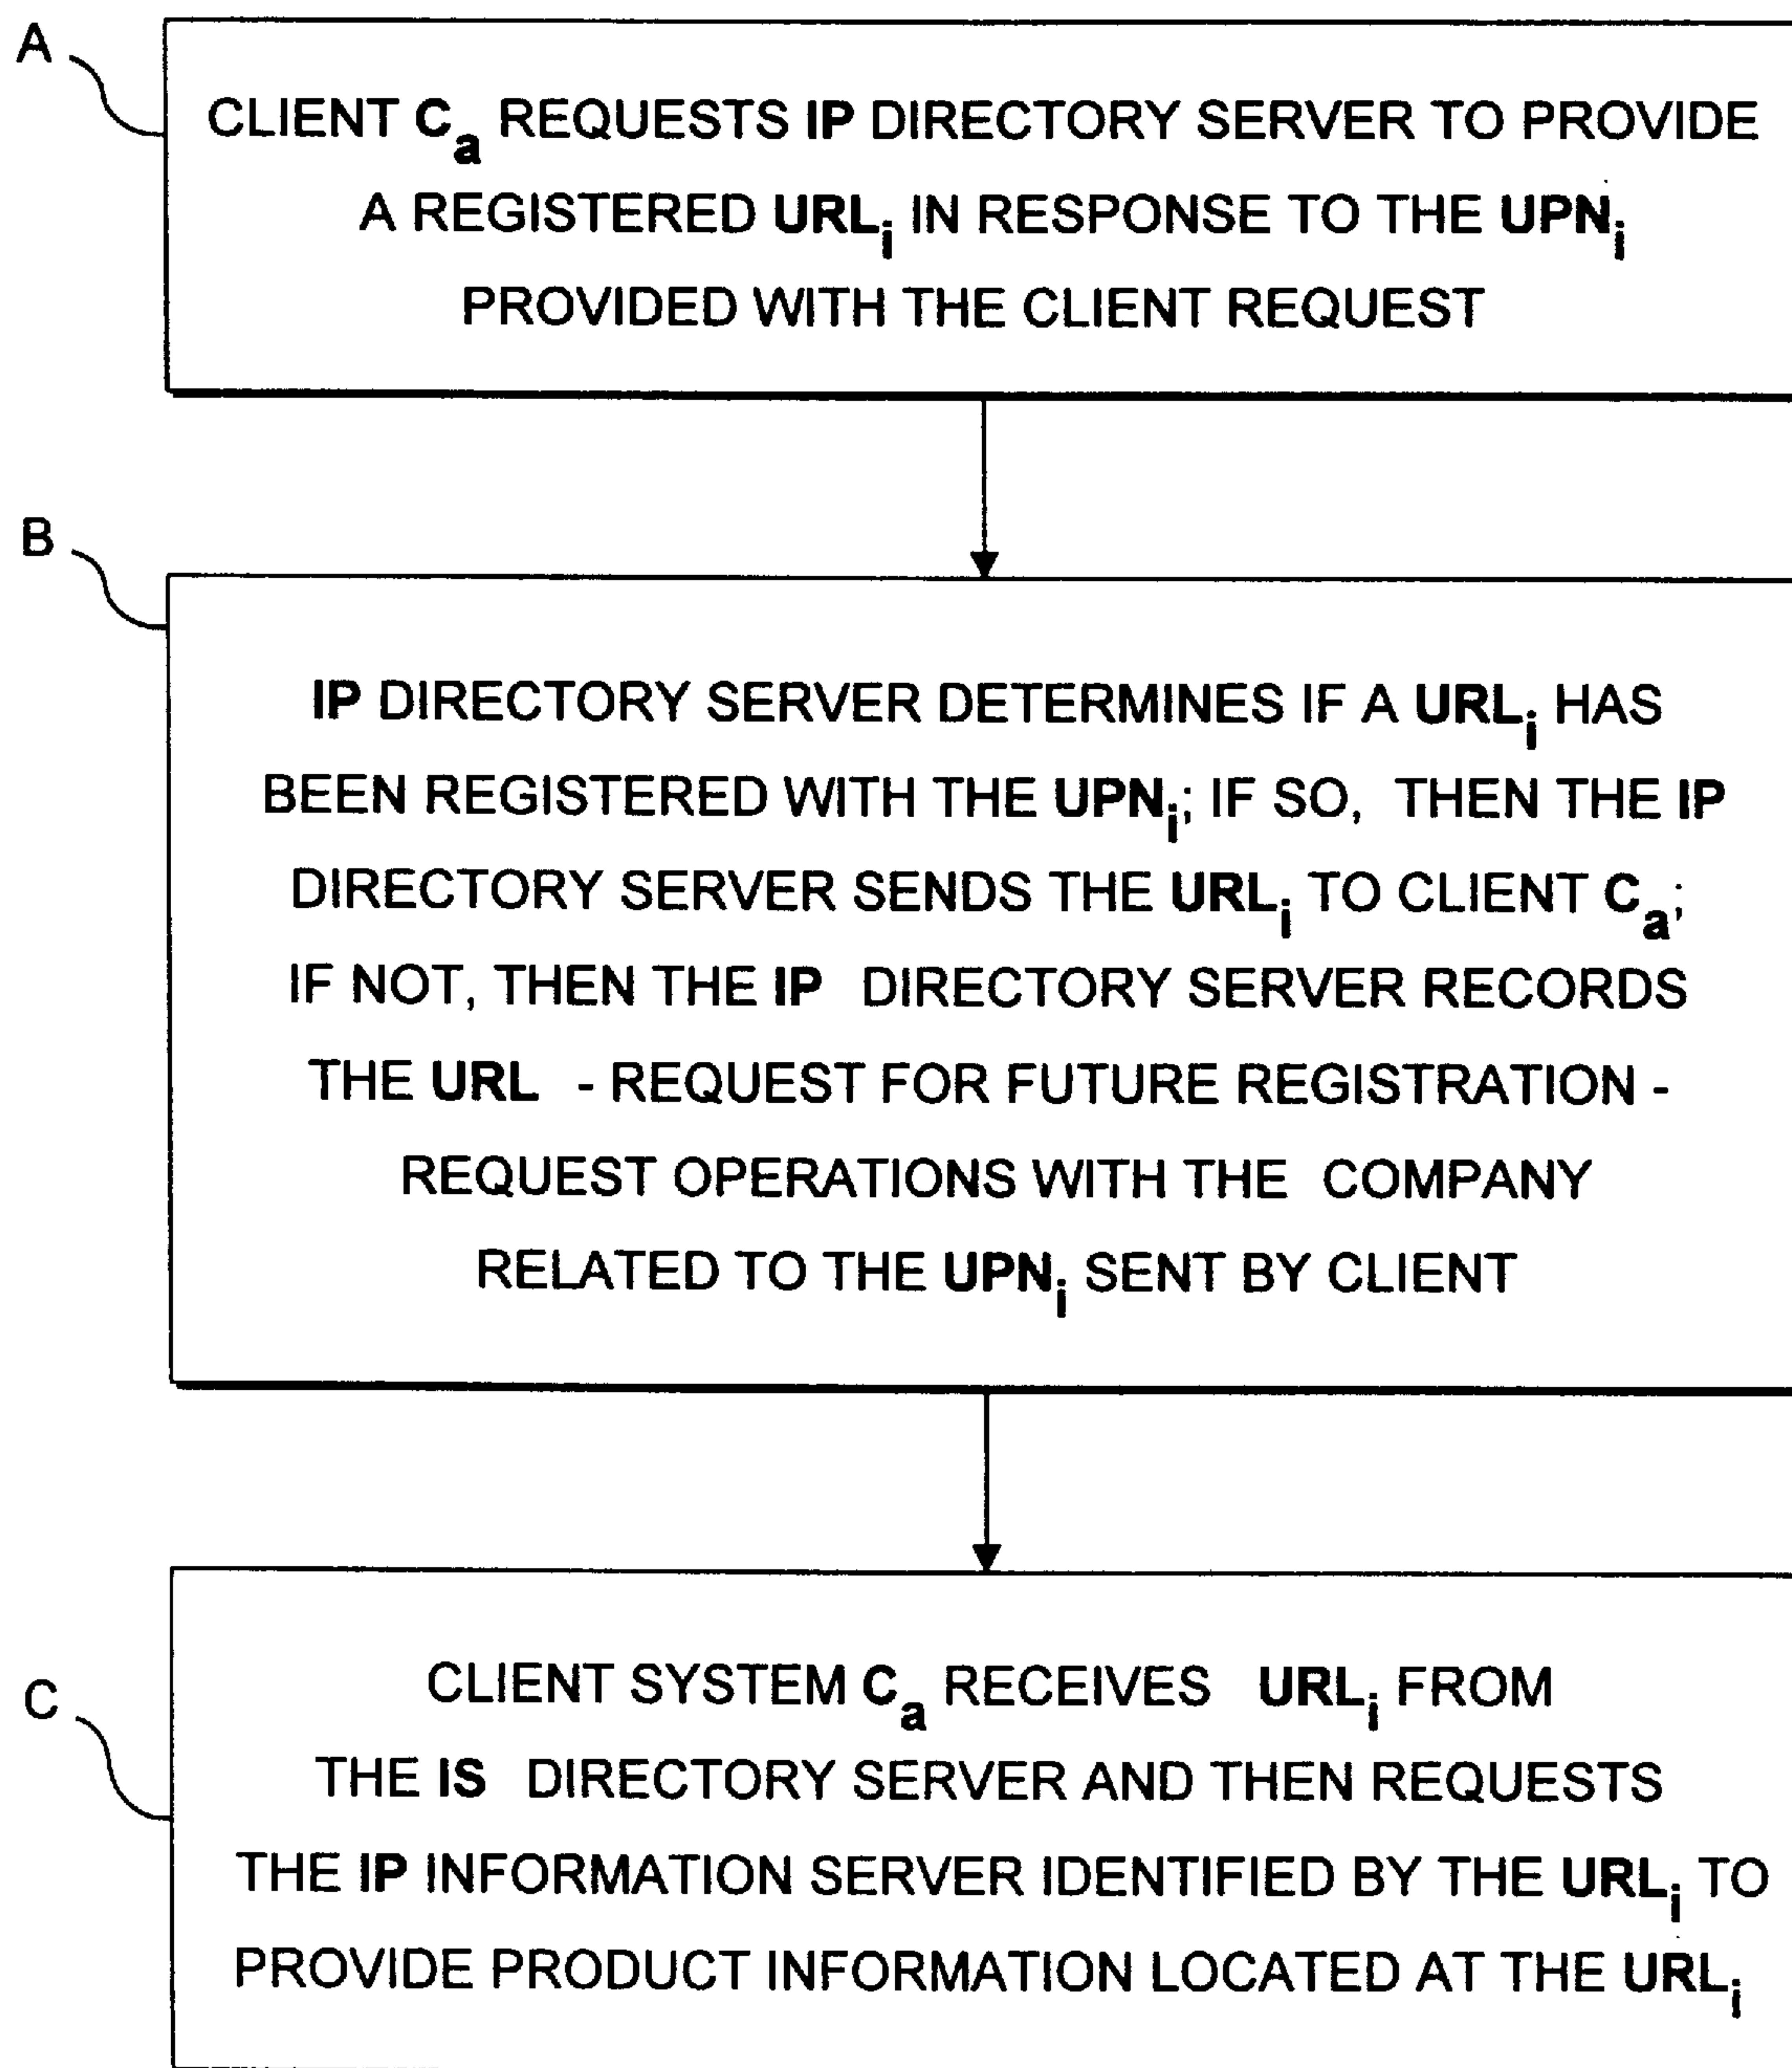 A
CLIENT Ca REQUESTS IP DIRECTORY SERVER TO PROVIDE
A REGISTERED URLi IN RESPONSE TO THE UPNi
PROVIDED WITH THE CLIENT REQUEST
B
IP DIRECTORY SERVER DETERMINES IF A URLi HAS
BEEN REGISTERED WITH THE UPNi; IF SO, THEN THE IP
DIRECTORY SERVER SENDS THE URLi TO CLIENT Ca;
IF NOT, THEN THE IP DIRECTORY SERVER RECORDS
THE URL - REQUEST FOR FUTURE REGISTRATION -
REQUEST OPERATIONS WITH THE COMPANY
RELATED TO THE UPNi SENT BY CLIENT
C
CLIENT SYSTEM Ca RECEIVES URLi FROM
THE IS DIRECTORY SERVER AND THEN REQUESTS
THE IP INFORMATION SERVER IDENTIFIED BY THE URLi TO
PROVIDE PRODUCT INFORMATION LOCATED AT THE URLi